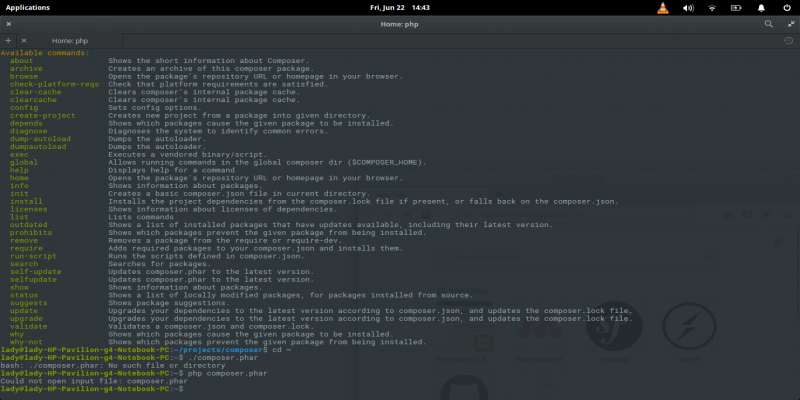 Applications
Fri, Jun 22 14:43
Home: php
Home: php
Available commands:
about Shows the short information about Composer.
archive Creates an archive of this composer package.
browse Opens the package's repository URL or homepage in your browser.
check-platform-reqs Check that platform requirements are satisfied.
clear-cache Clears composer's internal package cache.
clearcache Clears composer's internal package cache.
config Sets config options.
create-project Creates new project from a package into given directory.
depends Shows which packages cause the given package to be installed.
diagnose Diagnoses the system to identify common errors.
dump-autoload Dumps the autoloader.
dumpautoload Dumps the autoloader.
exec Executes a vendored binary/script.
global Allows running commands in the global composer dir ($COMPOSER_HOME).
help Displays help for a command
home Opens the package's repository URL or homepage in your browser.
info Shows information about packages.
init Creates a basic composer.json file in current directory.
install Installs the project dependencies from the composer.lock file if present, or falls back on the composer.json.
licenses Shows information about licenses of dependencies.
list Lists commands
outdated Shows a list of installed packages that have updates available, including their latest version.
prohibits Shows which packages prevent the given package from being installed.
remove Removes a package from the require or require-dev.
require Adds required packages to your composer.json and installs them.
run-script Runs the scripts defined in composer.json.
search Searches for packages.
self-update Updates composer.phar to the latest version.
selfupdate Updates composer.phar to the latest version.
show Shows information about packages.
status Shows a list of locally modified packages, for packages installed from source.
suggests Shows package suggestions.
update Upgrades your dependencies to the latest version according to composer.json, and updates the composer.lock file.
upgrade Upgrades your dependencies to the latest version according to composer.json, and updates the composer.lock file.
validate Validates a composer.json and composer.lock.
why Shows which packages cause the given package to be installed.
why-not Shows which packages prevent the given package from being installed.
lady@lady-HP-Pavilion-g4-Notebook-PC:~/projects/composer$ cd ~
lady@lady-HP-Pavilion-g4-Notebook-PC:~$ ./composer.phar
bash: ./composer.phar: No such file or directory
lady@lady-HP-Pavilion-g4-Notebook-PC:~$ php composer.phar
Could not open input file: composer.phar
lady@lady-HP-Pavilion-g4-Notebook-PC:~$